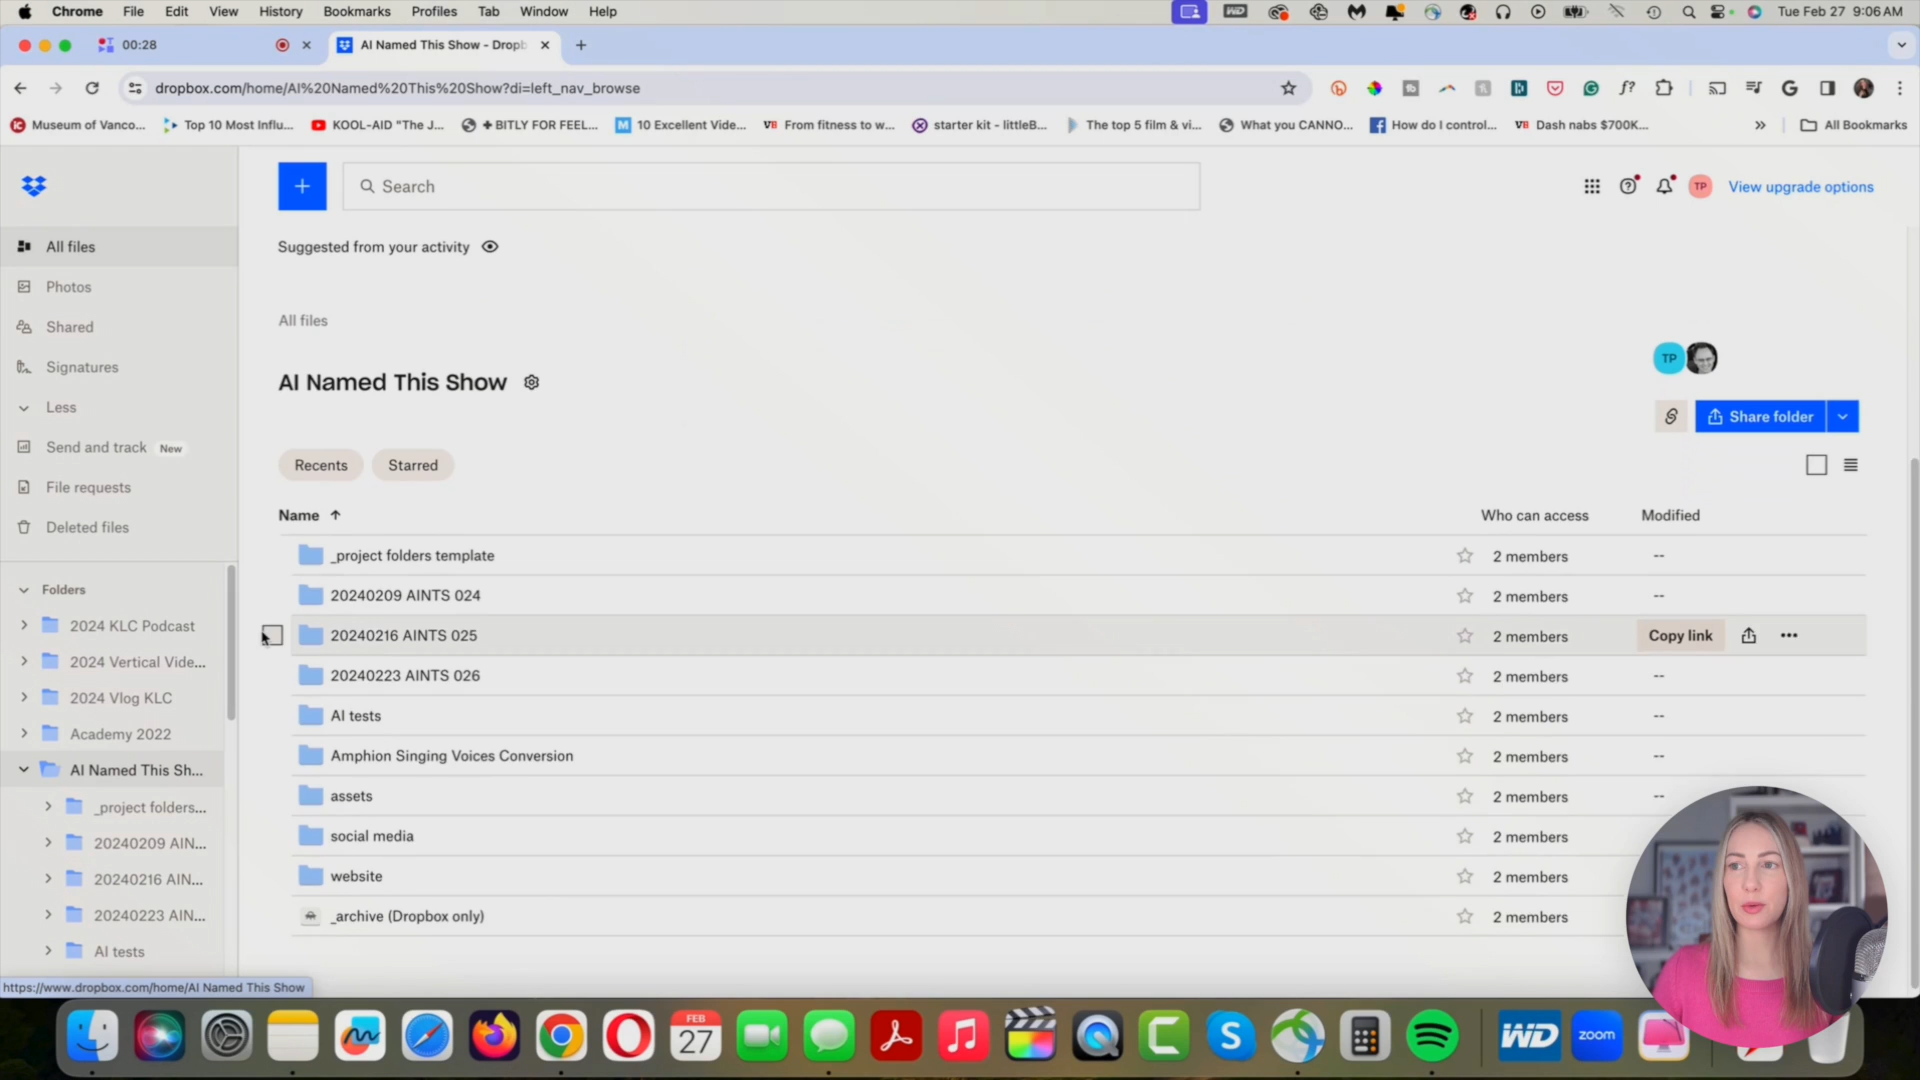 Chrome File Edit View History Bookmarks Profiles Tab Window Help
Tue Feb 27 9:06 AM
00:28
AI Named This Show - Dropb
dropbox.com/home/AI%20Named%20This%20Show?di=left_nav_browse
Museum of Vanco... Top 10 Most Influ... KOOL-AID "The J... + BITLY FOR FEEL... 10 Excellent Vide... From fitness to w... starter kit - littleB... The top 5 film & vi... What you CANNO... How do I control... Dash nabs $700K... » All Bookmarks
Search
TP
View upgrade options
All files
Photos
Shared
Signatures
Less
Send and track New
File requests
Deleted files
Folders
2024 KLC Podcast
2024 Vertical Vide...
2024 Vlog KLC
Academy 2022
AI Named This Sh...
_project folders...
20240209 AIN...
20240216 AIN...
20240223 AIN...
AI tests
Suggested from your activity
All files
AI Named This Show
TP
Share folder
Recents Starred
Name Who can access Modified
_project folders template 2 members --
20240209 AINTS 024 2 members --
20240216 AINTS 025 2 members Copy link
20240223 AINTS 026 2 members --
AI tests 2 members --
Amphion Singing Voices Conversion 2 members --
assets 2 members --
social media 2 members
website 2 members
_archive (Dropbox only) 2 members
https://www.dropbox.com/home/AI Named This Show
FEB
27
WD
zoom